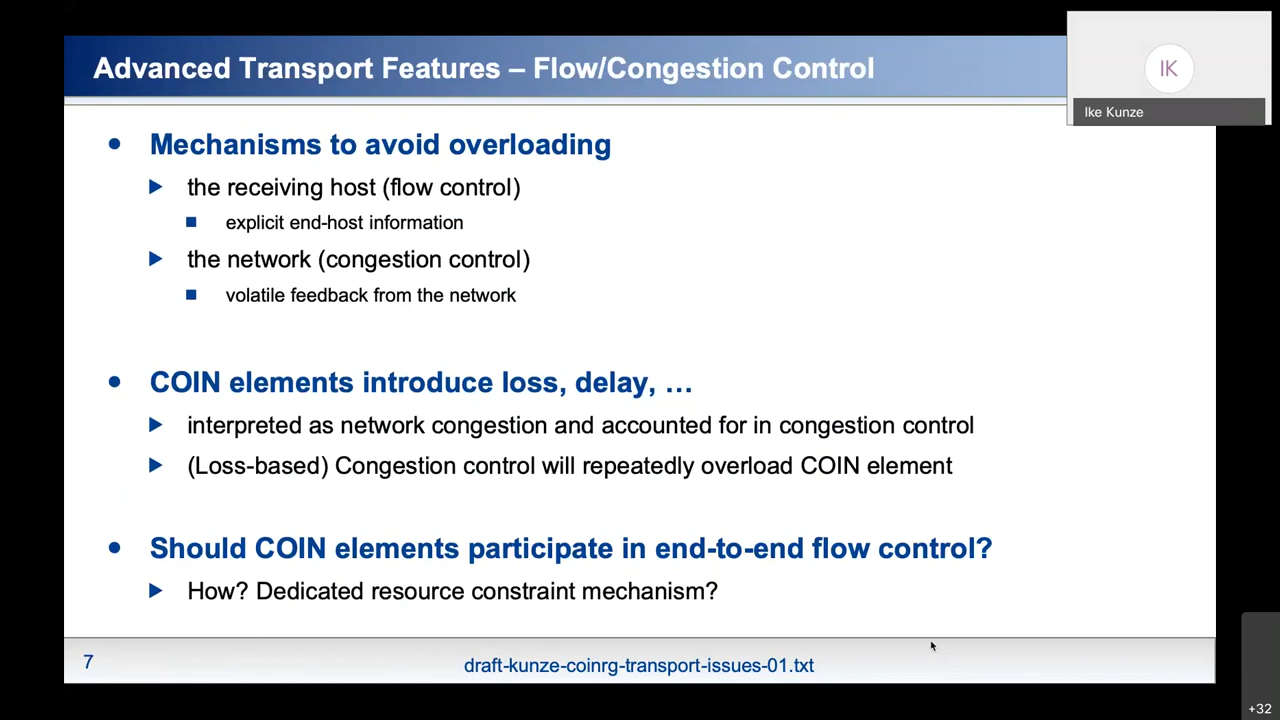 Advanced Transport Features – Flow/Congestion Control
IK
Ike Kunze
Mechanisms to avoid overloading
the receiving host (flow control)
explicit end-host information
the network (congestion control)
volatile feedback from the network
COIN elements introduce loss, delay, …
interpreted as network congestion and accounted for in congestion control
(Loss-based) Congestion control will repeatedly overload COIN element
Should COIN elements participate in end-to-end flow control?
How? Dedicated resource constraint mechanism?
7
draft-kunze-coinrg-transport-issues-01.txt
+32